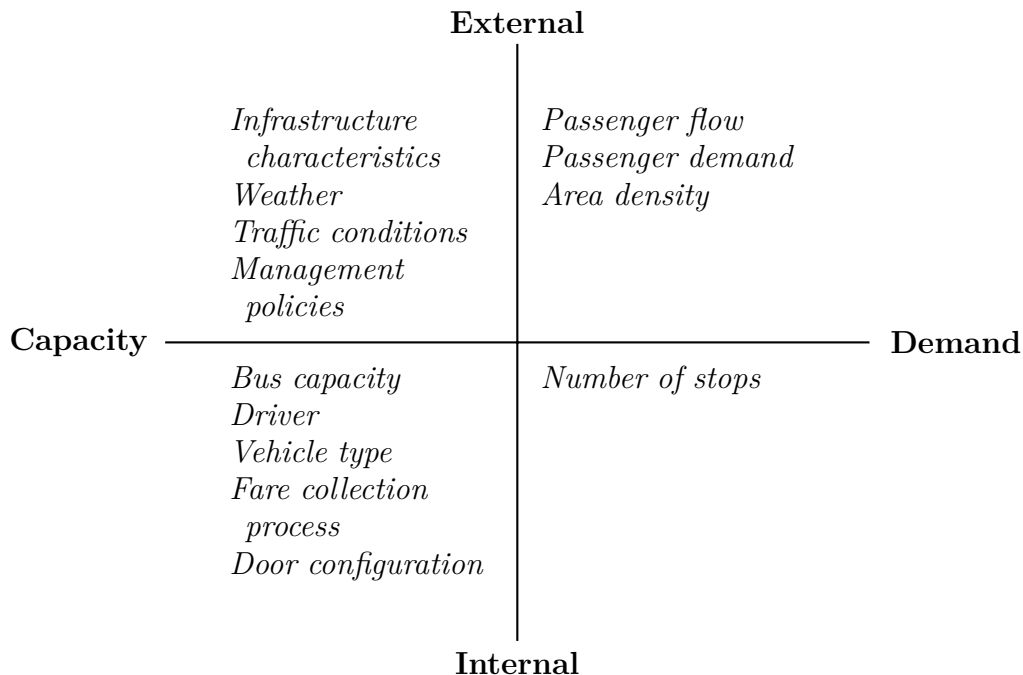 External
Infrastructure
characteristics
Weather
Traffic conditions
Management
policies
Passenger flow
Passenger demand
Area density
Capacity
Demand
Bus capacity
Driver
Vehicle type
Fare collection
process
Door configuration
Number of stops
Internal